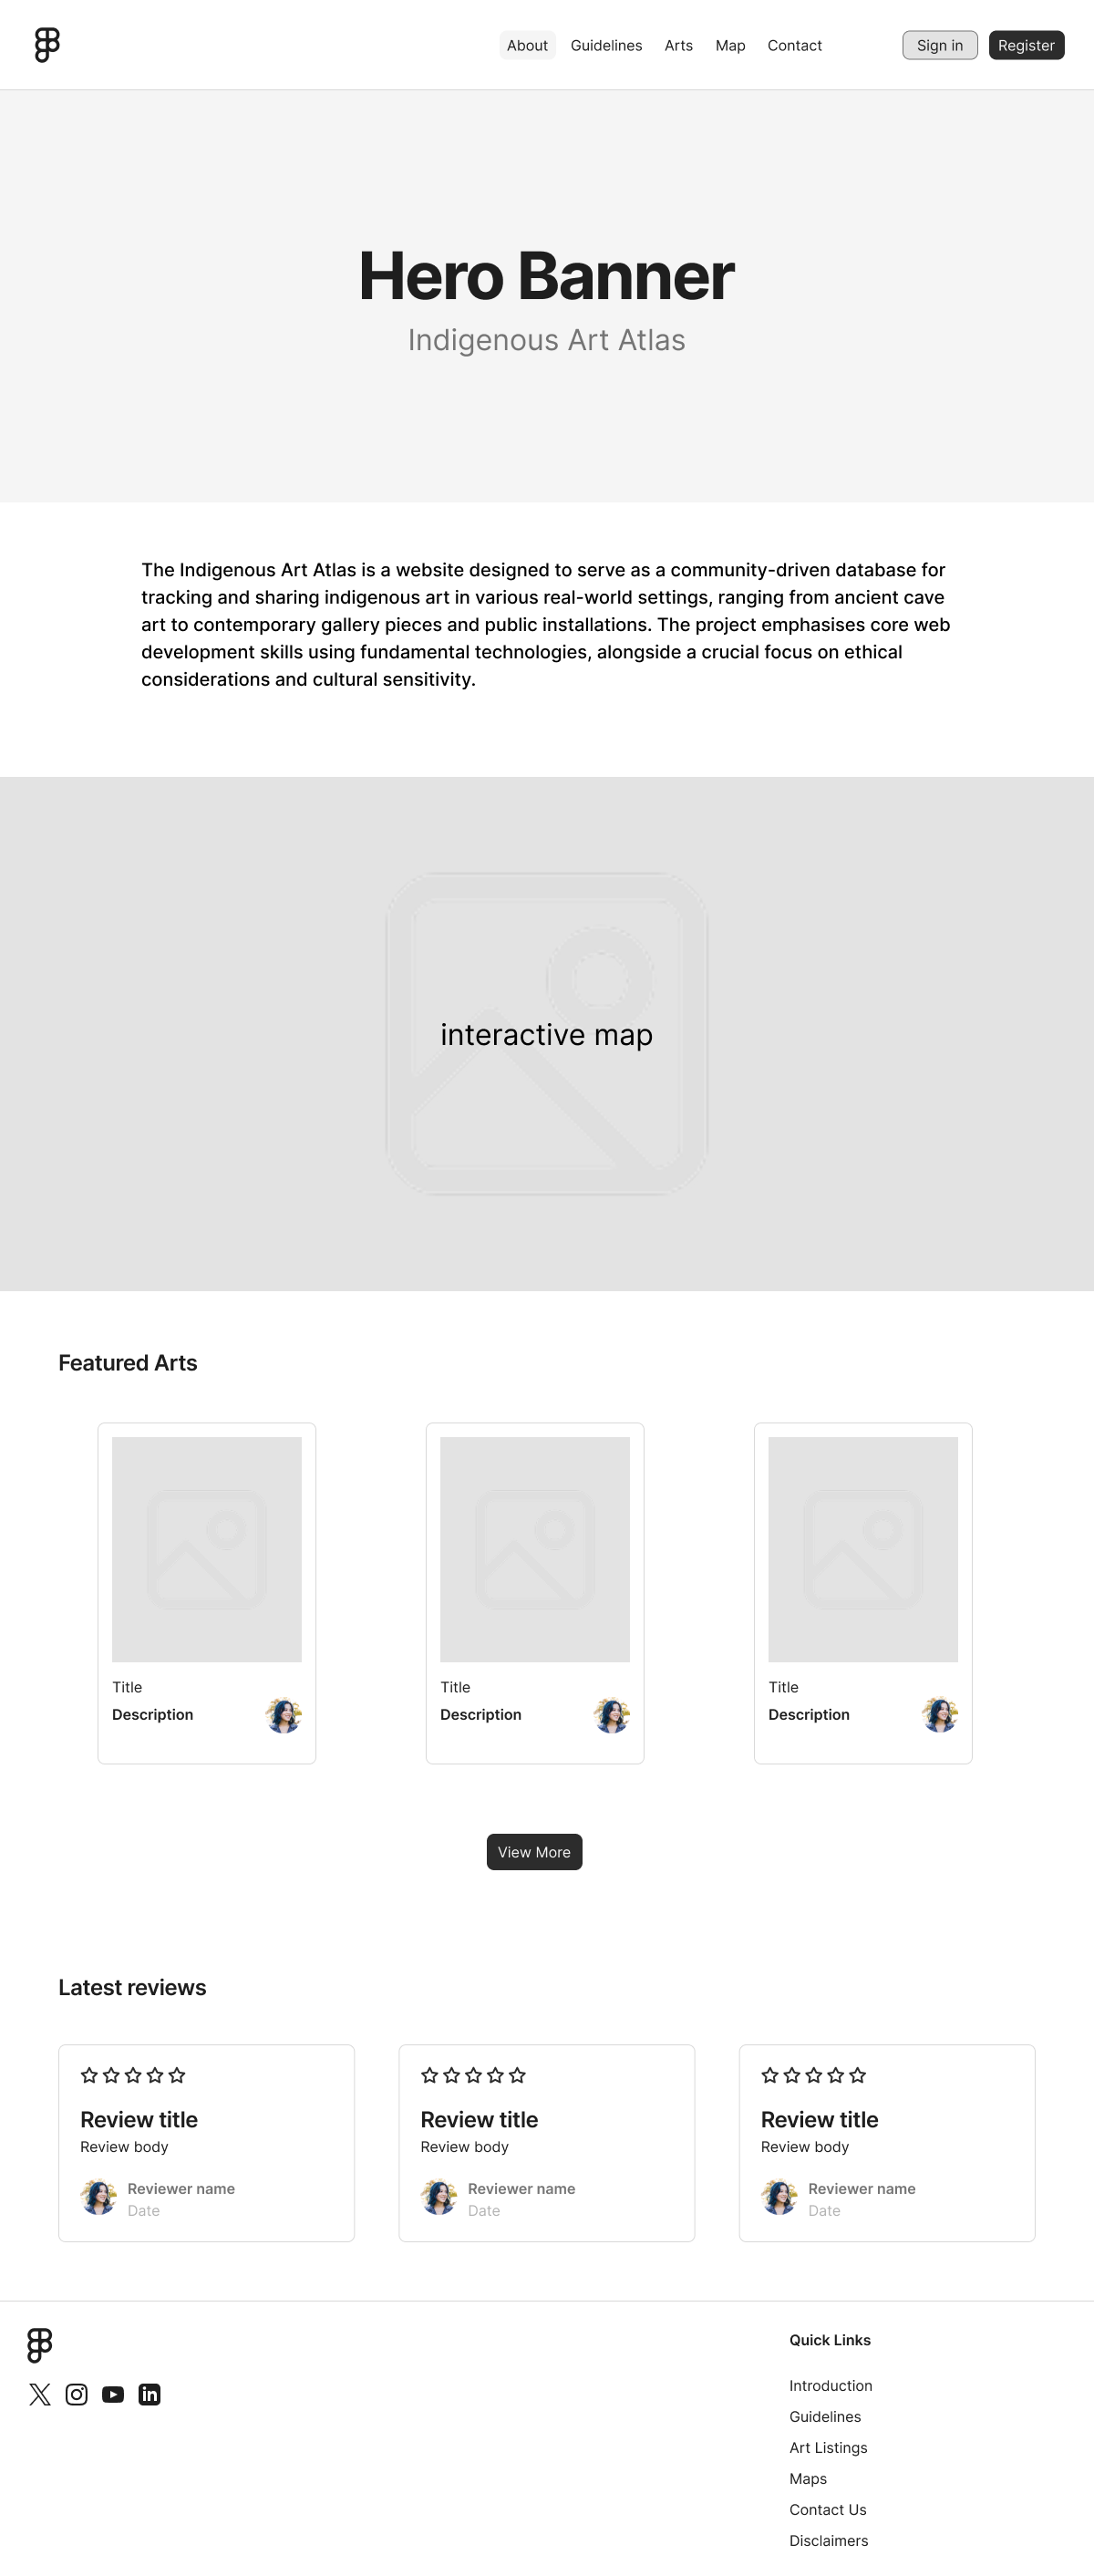 About Guidelines Arts Map Contact Sign in Register
Hero Banner
Indigenous Art Atlas
The Indigenous Art Atlas is a website designed to serve as a community-driven database for
tracking and sharing indigenous art in various real-world settings, ranging from ancient cave
art to contemporary gallery pieces and public installations. The project emphasises core web
development skills using fundamental technologies, alongside a crucial focus on ethical
considerations and cultural sensitivity.
interactive map
Featured Arts
Title
Description
Title
Description
Title
Description
View More
Latest reviews
Review title
Review body
Reviewer name
Date
Review title
Review body
Reviewer name
Date
Review title
Review body
Reviewer name
Date
Quick Links
Introduction
Guidelines
Art Listings
Maps
Contact Us
Disclaimers